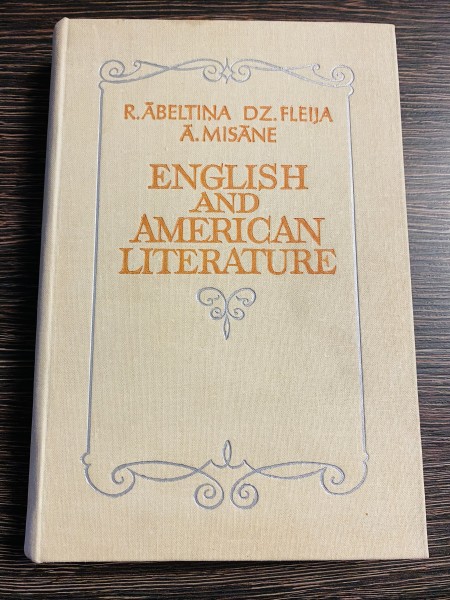 R. ĀBELTIŅA DZ. FLEIJA
Ā. MISĀNE
ENGLISH
AND
AMERICAN
LITERATURE